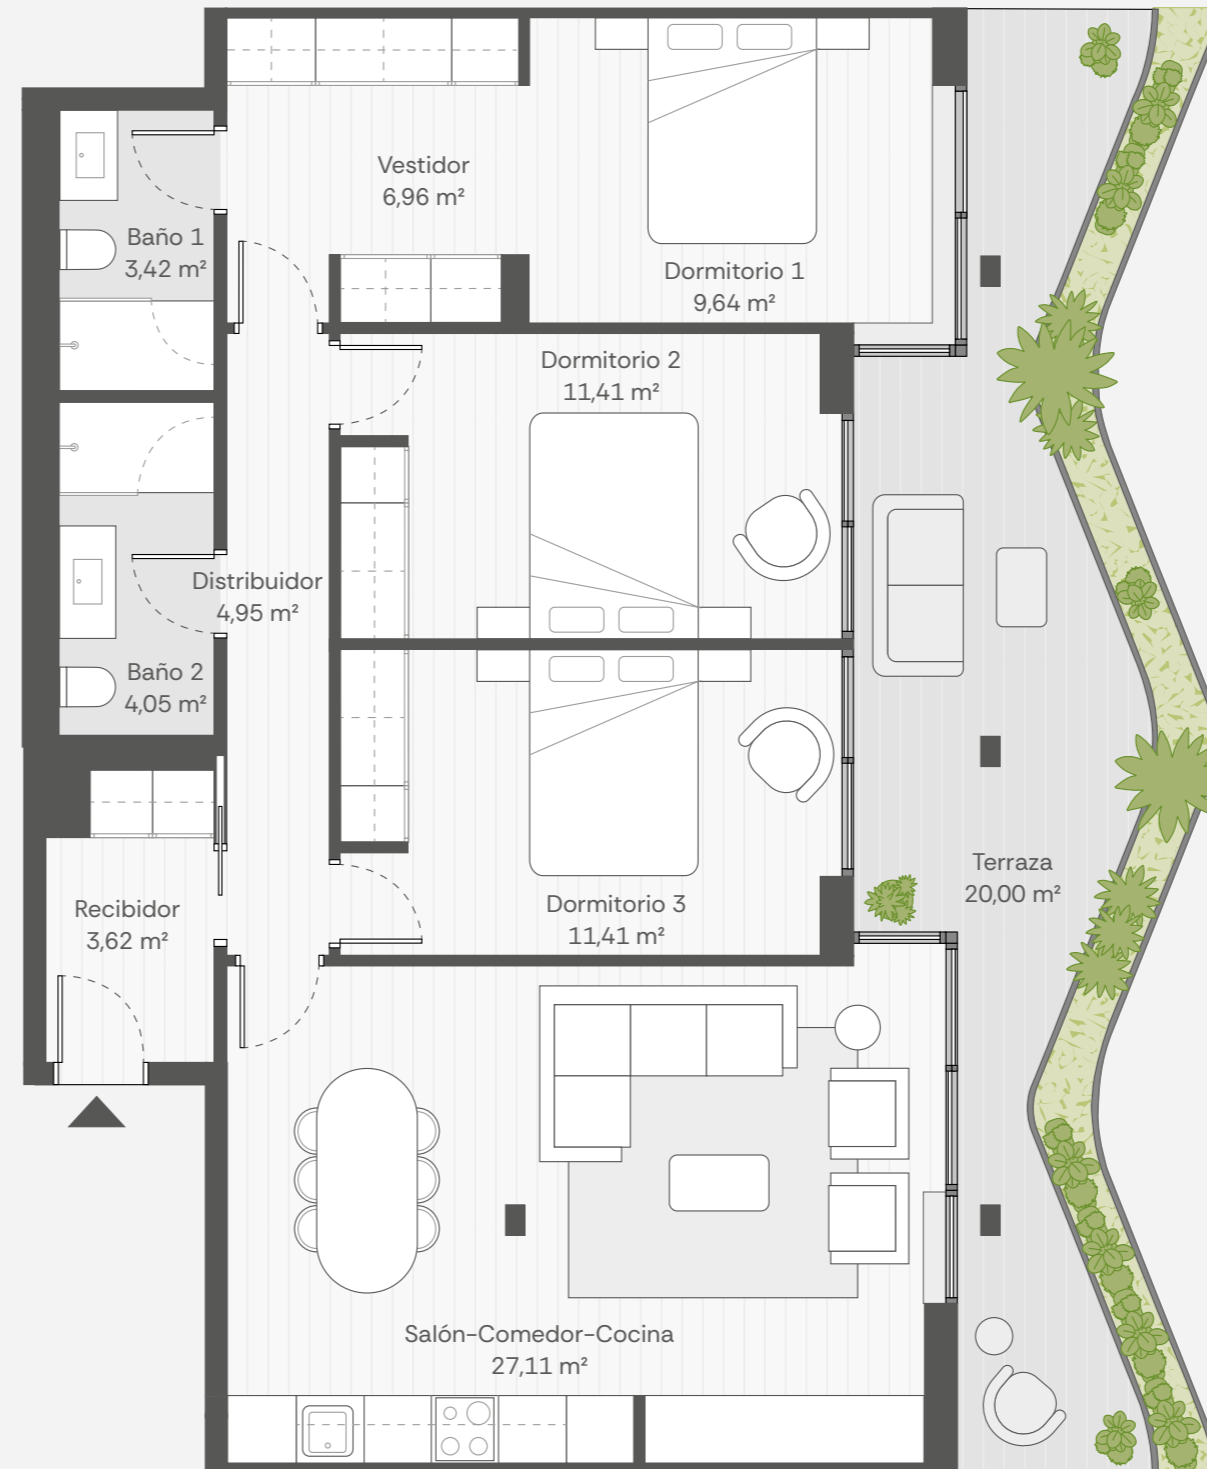 Vestidor
6,96 m²
Baño 1
3,42 m²
Dormitorio 1
9,64 m²
Dormitorio 2
11,41 m²
Distribuidor
4,95 m²
Baño 2
4,05 m²
Terraza
20,00 m²
Recibidor
3,62 m²
Dormitorio 3
11,41 m²
Salón-Comedor-Cocina
27,11 m²